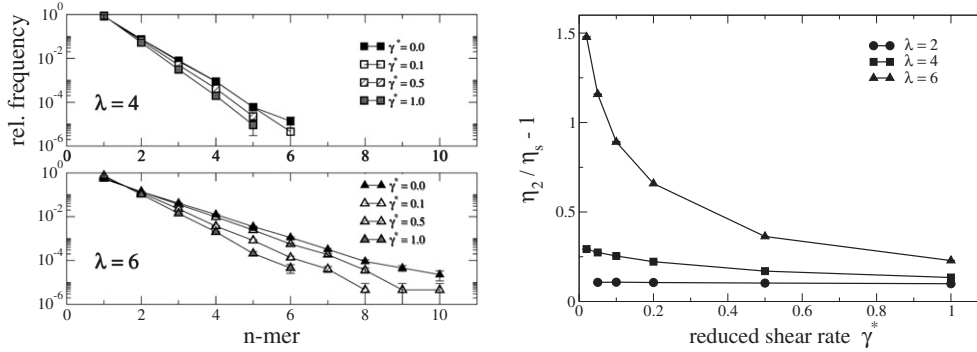 10^0
10^-2
10^-4
10^-6
rel. frequency
λ = 4
γ* = 0.0
γ* = 0.1
γ* = 0.5
γ* = 1.0
0 2 4 6 8 10
10^0
10^-2
10^-4
10^-6
λ = 6
γ* = 0.0
γ* = 0.1
γ* = 0.5
γ* = 1.0
0 2 4 6 8 10
n-mer
1.5
1
0.5
0
η_2 / η_s - 1
λ = 2
λ = 4
λ = 6
0 0.2 0.4 0.6 0.8 1
reduced shear rate γ*